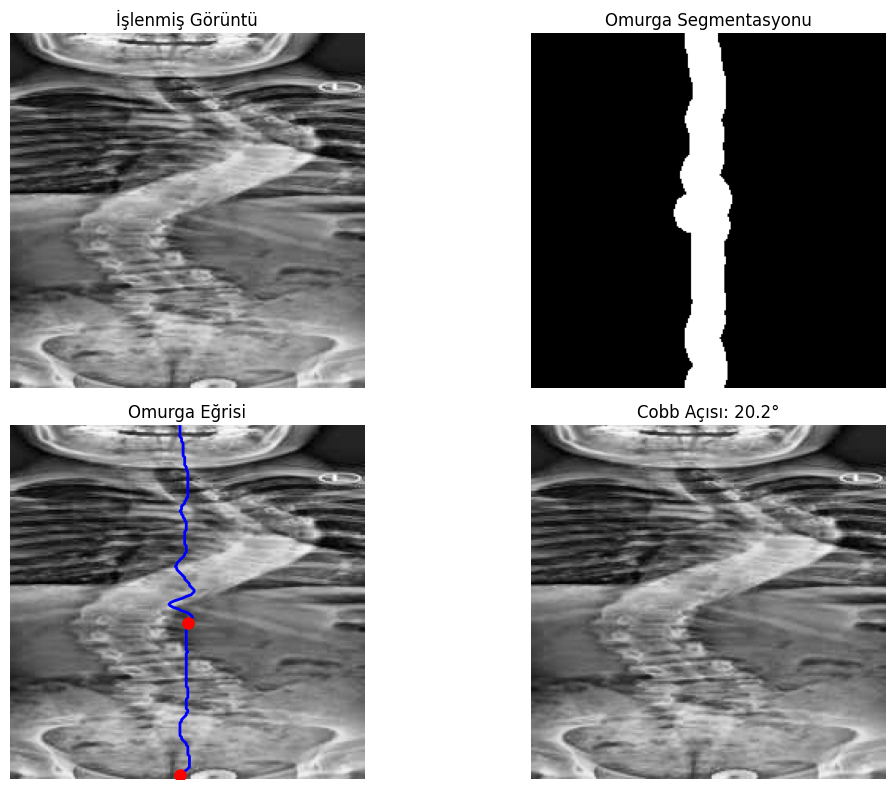 İşlenmiş Görüntü
Omurga Segmentasyonu
Omurga Eğrisi
Cobb Açısı: 20.2°